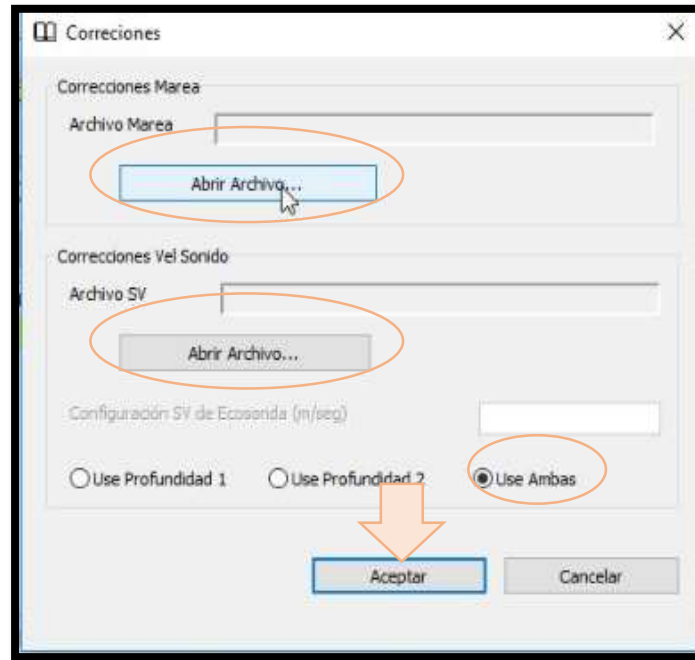 Correciones
Correcciones Marea
Archivo Marea
Abrir Archivo...
Correcciones Vel Sonido
Archivo SV
Abrir Archivo...
Configuración SV de Ecosonda (m/seg)
Use Profundidad 1 Use Profundidad 2 Use Ambas
Aceptar Cancelar